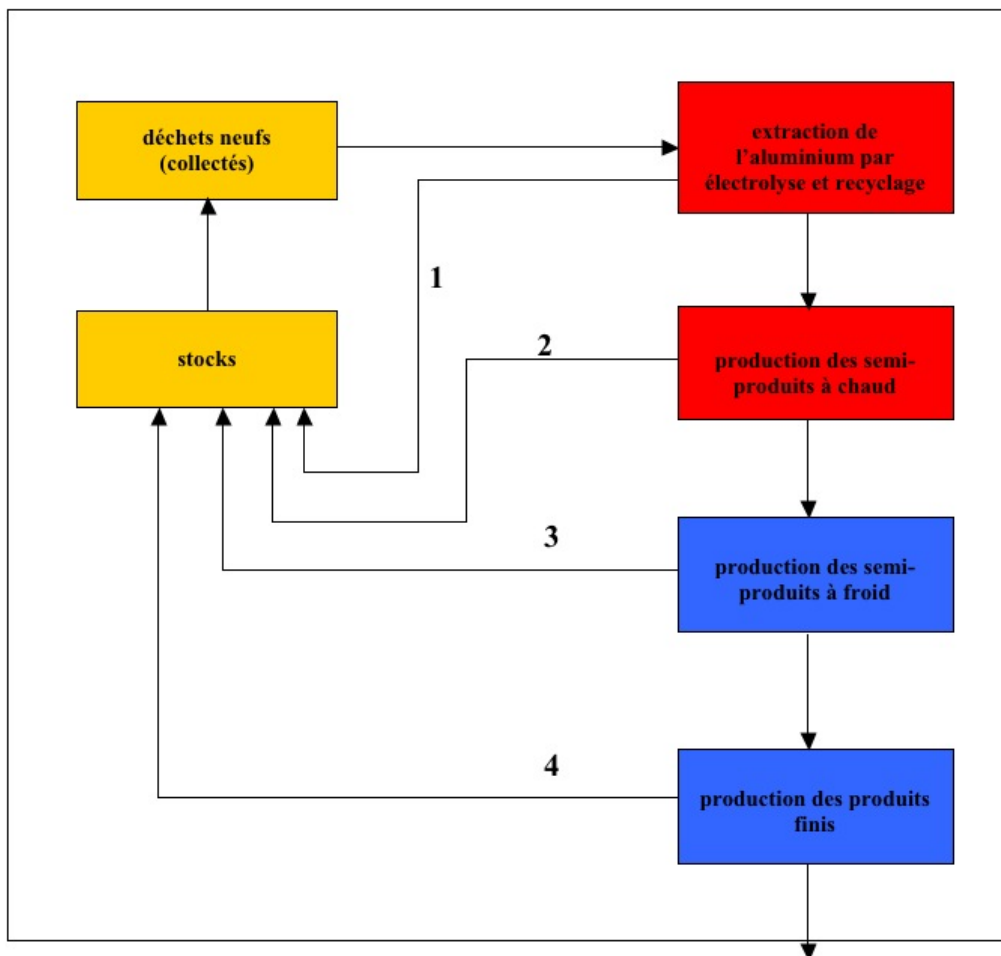 déchets neufs
(collectés)
extraction de
l'aluminium par
électrolyse et recyclage
1
stocks
2
production des semi-
produits à chaud
3
production des semi-
produits à froid
4
production des produits
finis